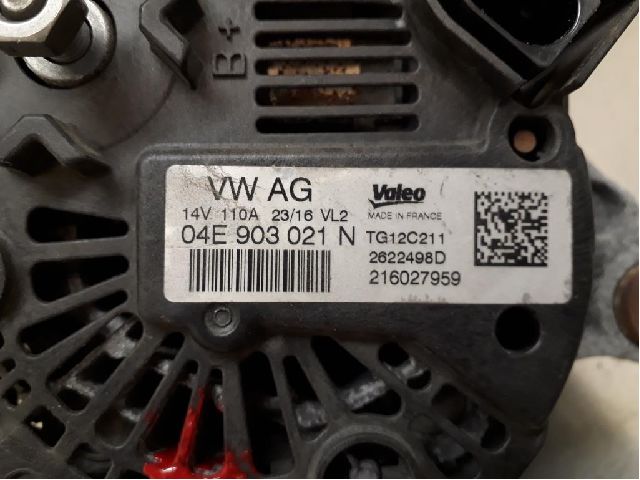 B+
VW AG
14V 110A 23/16 VL2
04E 903 021 N
Valeo
MADE IN FRANCE
TG12C211
2622498D
216027959